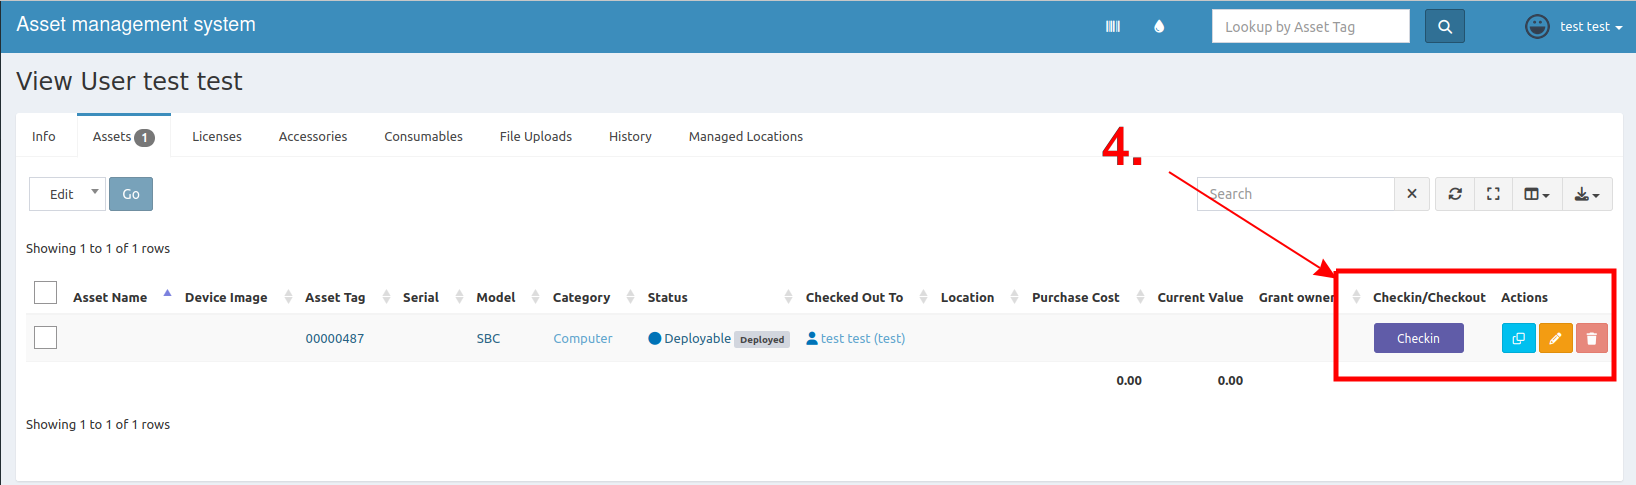 Asset management system
Lookup by Asset Tag
test test
View User test test
Info Assets 1 Licenses Accessories Consumables File Uploads History Managed Locations
4.
Edit Go Search
Showing 1 to 1 of 1 rows
Asset Name Device Image Asset Tag Serial Model Category Status Checked Out To Location Purchase Cost Current Value Grant owner Checkin/Checkout Actions
00000487 SBC Computer Deployable Deployed test test (test) Checkin
0.00 0.00
Showing 1 to 1 of 1 rows